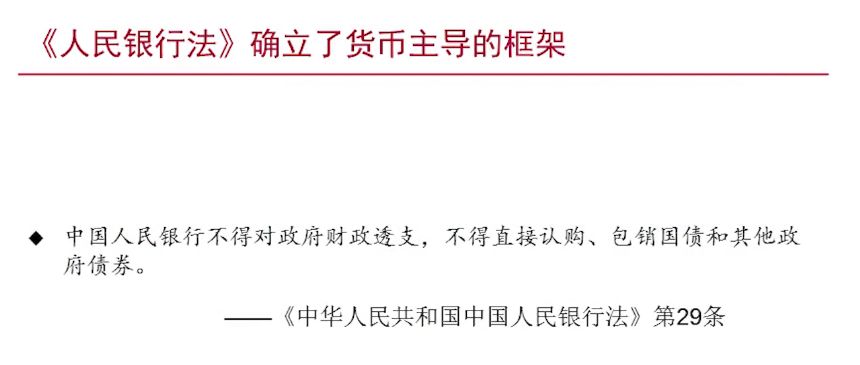 《人民银行法》确立了货币主导的框架
◆ 中国人民银行不得对政府财政透支，不得直接认购、包销国债和其他政
府债券。
——《中华人民共和国中国人民银行法》第29条